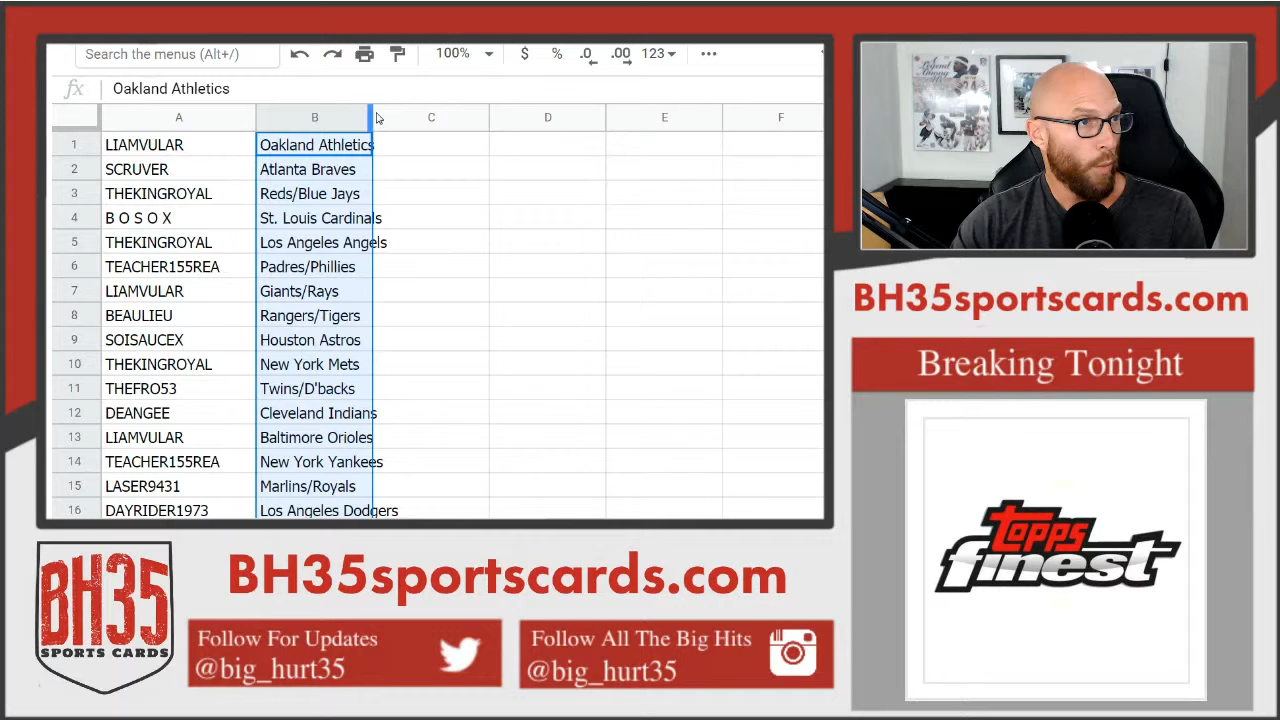 Search the menus (Alt+/)
100%
$ % .0 .00 123
fx Oakland Athletics
A B C D E F
1 LIAMVULAR Oakland Athletics
2 SCRUVER Atlanta Braves
3 THEKINGROYAL Reds/Blue Jays
4 B O S O X St. Louis Cardinals
5 THEKINGROYAL Los Angeles Angels
6 TEACHER155REA Padres/Phillies
7 LIAMVULAR Giants/Rays
8 BEAULIEU Rangers/Tigers
9 SOISAUCEX Houston Astros
10 THEKINGROYAL New York Mets
11 THEFRO53 Twins/D'backs
12 DEANGEE Cleveland Indians
13 LIAMVULAR Baltimore Orioles
14 TEACHER155REA New York Yankees
15 LASER9431 Marlins/Royals
16 DAYRIDER1973 Los Angeles Dodgers
BH35sportscards.com
Breaking Tonight
topps
finest
BH35
SPORTS CARDS
BH35sportscards.com
Follow For Updates
@big_hurt35
Follow All The Big Hits
@big_hurt35